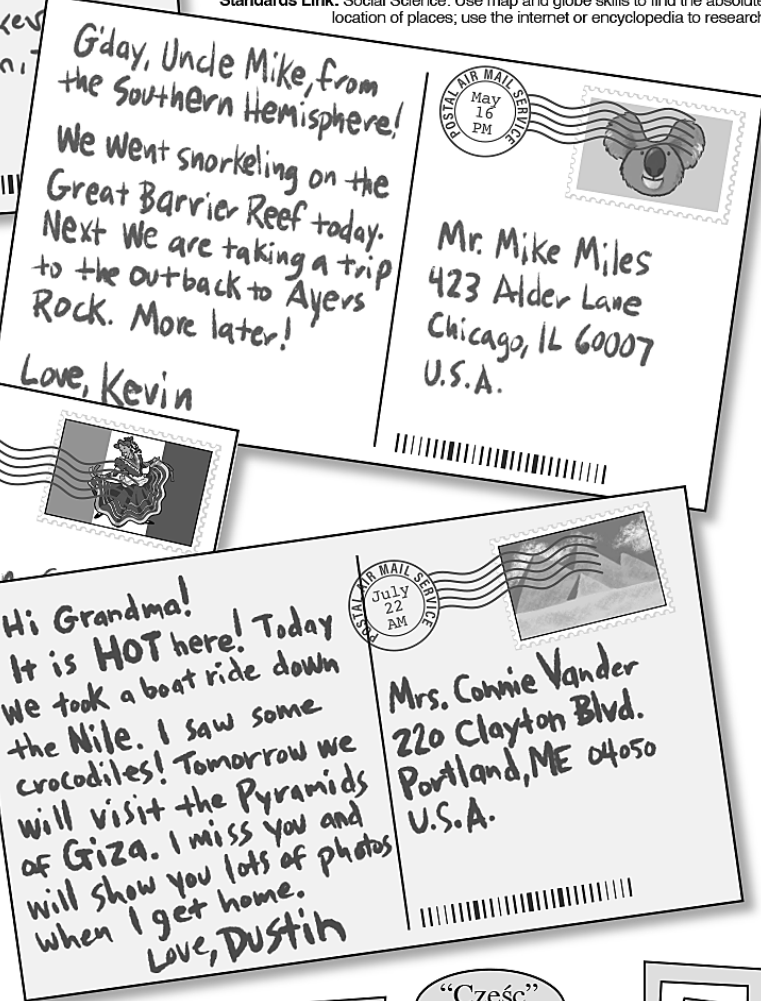 Standards Link: Social Science: Use map and globe skills to find the absolute
location of places; use the internet or encyclopedia to research
G'day, Uncle Mike, from
the Southern Hemisphere!
We went snorkeling on the
Great Barrier Reef today.
Next we are taking a trip
to the outback to Ayers
Rock. More later!
Love, Kevin
POSTAL AIR MAIL SERVICE
May
16
PM
Mr. Mike Miles
423 Alder Lane
Chicago, IL 60007
U.S.A.
Hi Grandma!
It is HOT here! Today
we took a boat ride down
the Nile. I saw some
crocodiles! Tomorrow we
will visit the Pyramids
of Giza. I miss you and
will show you lots of photos
when I get home.
Love, Dustin
POSTAL AIR MAIL SERVICE
July
22
AM
Mrs. Connie Vander
220 Clayton Blvd.
Portland, ME 04050
U.S.A.
“Cześć”